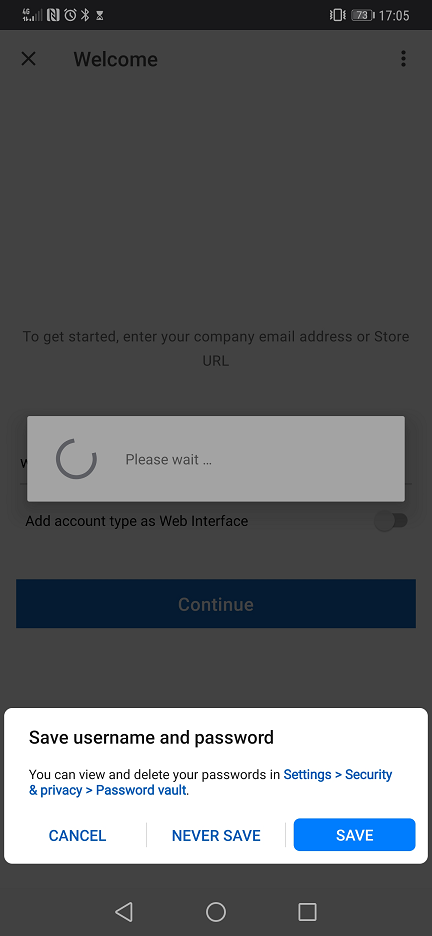 4G
73
17:05
Welcome
To get started, enter your company email address or Store
URL
Please wait ...
Add account type as Web Interface
Continue
Save username and password
You can view and delete your passwords in Settings > Security
& privacy > Password vault.
CANCEL
NEVER SAVE
SAVE